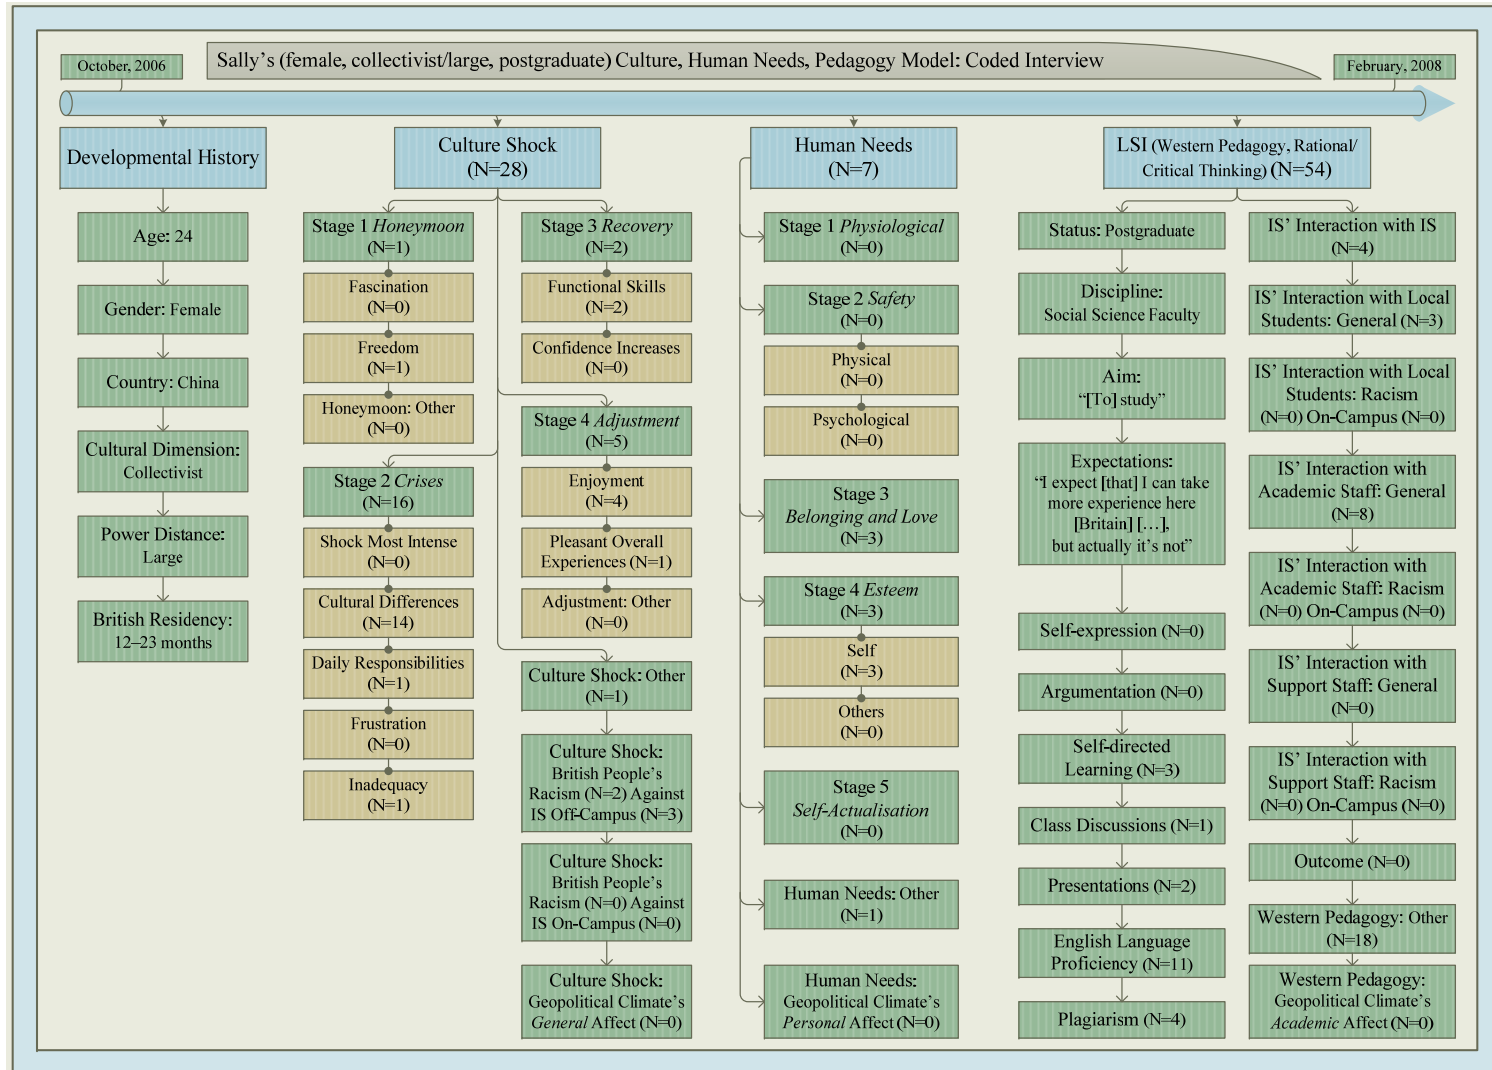 October, 2006
Sally’s (female, collectivist/large, postgraduate) Culture, Human Needs, Pedagogy Model: Coded Interview
February, 2008
Developmental History
Age: 24
Gender: Female
Country: China
Cultural Dimension:
Collectivist
Power Distance:
Large
British Residency:
12–23 months
Culture Shock
(N=28)
Stage 1 Honeymoon
(N=1)
Fascination
(N=0)
Freedom
(N=1)
Honeymoon: Other
(N=0)
Stage 2 Crises
(N=16)
Shock Most Intense
(N=0)
Cultural Differences
(N=14)
Daily Responsibilities
(N=1)
Frustration
(N=0)
Inadequacy
(N=1)
Stage 3 Recovery
(N=2)
Functional Skills
(N=2)
Confidence Increases
(N=0)
Stage 4 Adjustment
(N=5)
Enjoyment
(N=4)
Pleasant Overall
Experiences (N=1)
Adjustment: Other
(N=0)
Culture Shock: Other
(N=1)
Culture Shock:
British People’s
Racism (N=2) Against
IS Off-Campus (N=3)
Culture Shock:
British People’s
Racism (N=0) Against
IS On-Campus (N=0)
Culture Shock:
Geopolitical Climate’s
General Affect (N=0)
Human Needs
(N=7)
Stage 1 Physiological
(N=0)
Stage 2 Safety
(N=0)
Physical
(N=0)
Psychological
(N=0)
Stage 3
Belonging and Love
(N=3)
Stage 4 Esteem
(N=3)
Self
(N=3)
Others
(N=0)
Stage 5
Self-Actualisation
(N=0)
Human Needs: Other
(N=1)
Human Needs:
Geopolitical Climate’s
Personal Affect (N=0)
LSI (Western Pedagogy, Rational/
Critical Thinking) (N=54)
Status: Postgraduate
Discipline:
Social Science Faculty
Aim:
“[To] study”
Expectations:
“I expect [that] I can take
more experience here
[Britain] […],
but actually it’s not”
Self-expression (N=0)
Argumentation (N=0)
Self-directed
Learning (N=3)
Class Discussions (N=1)
Presentations (N=2)
English Language
Proficiency (N=11)
Plagiarism (N=4)
IS’ Interaction with IS
(N=4)
IS’ Interaction with Local
Students: General (N=3)
IS’ Interaction with Local
Students: Racism
(N=0) On-Campus (N=0)
IS’ Interaction with
Academic Staff: General
(N=8)
IS’ Interaction with
Academic Staff: Racism
(N=0) On-Campus (N=0)
IS’ Interaction with
Support Staff: General
(N=0)
IS’ Interaction with
Support Staff: Racism
(N=0) On-Campus (N=0)
Outcome (N=0)
Western Pedagogy: Other
(N=18)
Western Pedagogy:
Geopolitical Climate’s
Academic Affect (N=0)